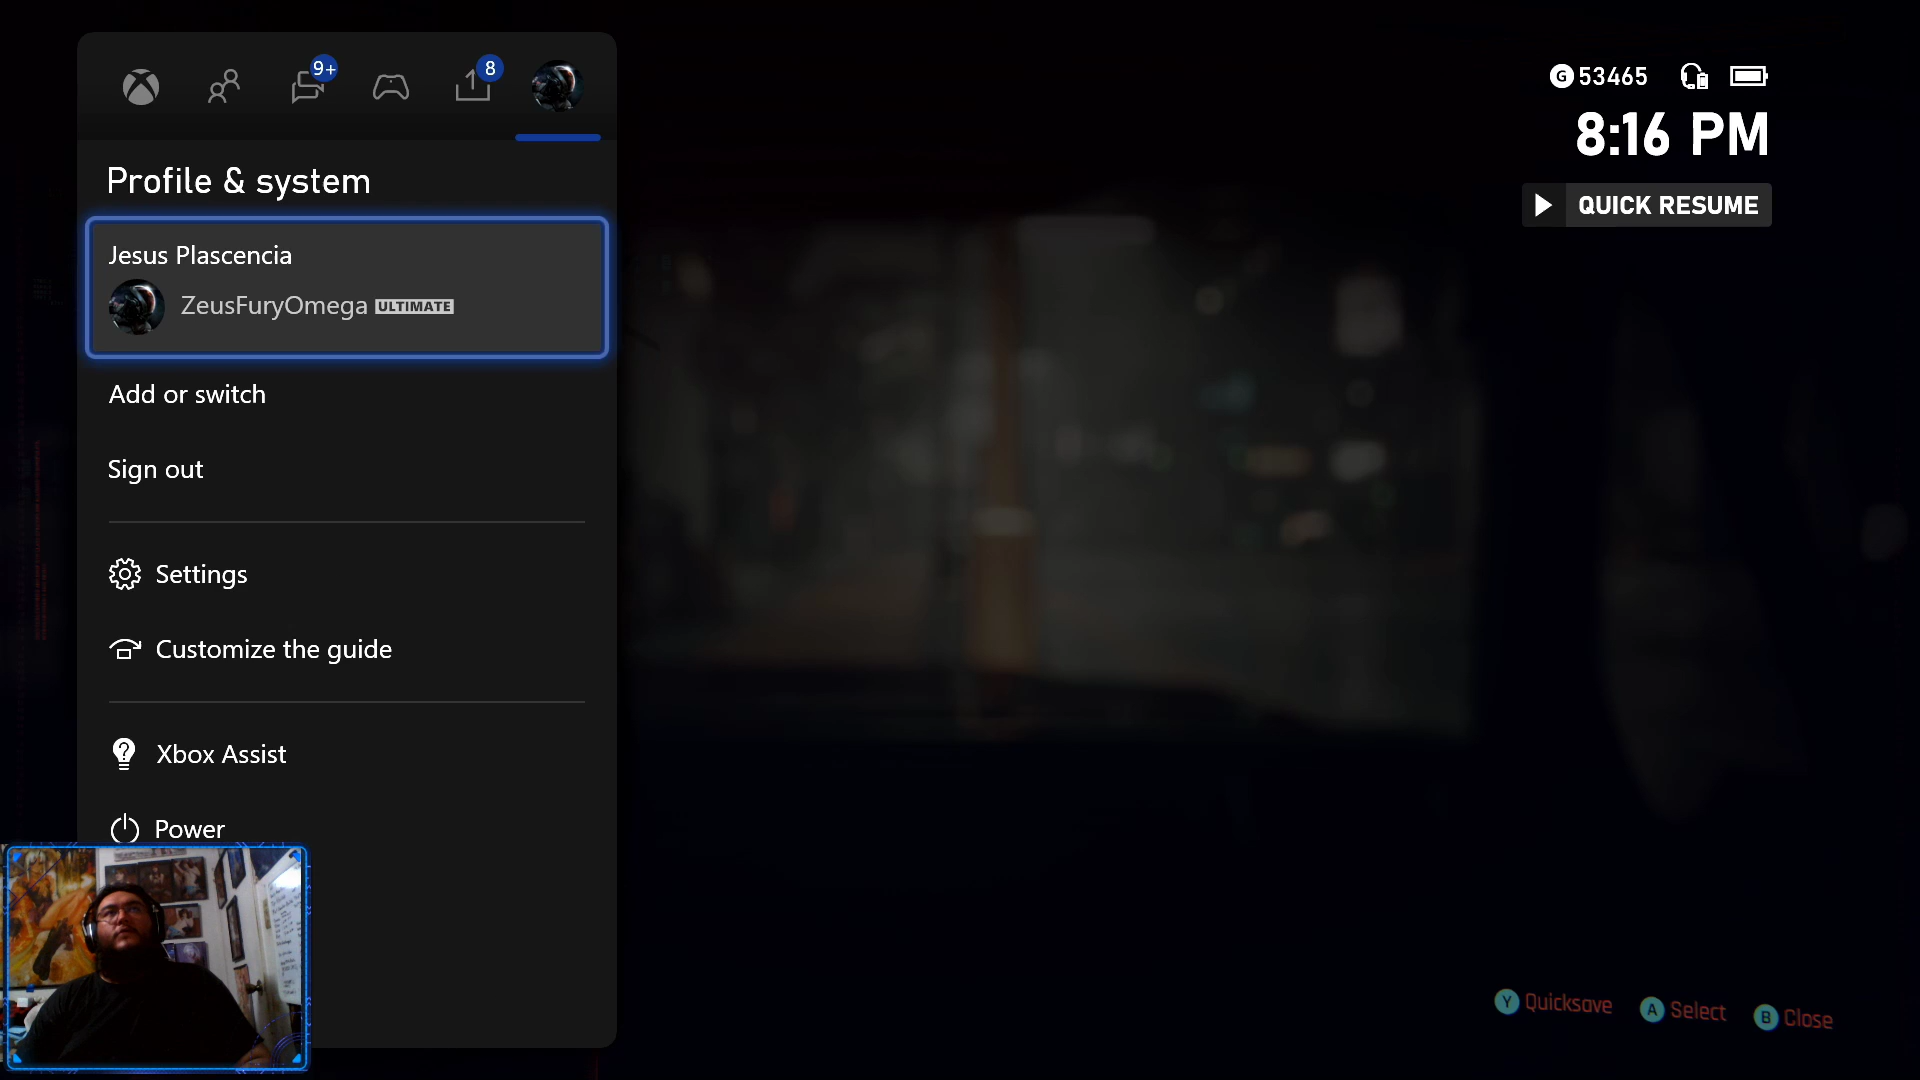 9+
8
Profile & system
Jesus Plascencia
ZeusFuryOmega ULTIMATE
Add or switch
Sign out
Settings
Customize the guide
Xbox Assist
Power
G 53465
8:16 PM
QUICK RESUME
Y Quicksave
A Select
B Close